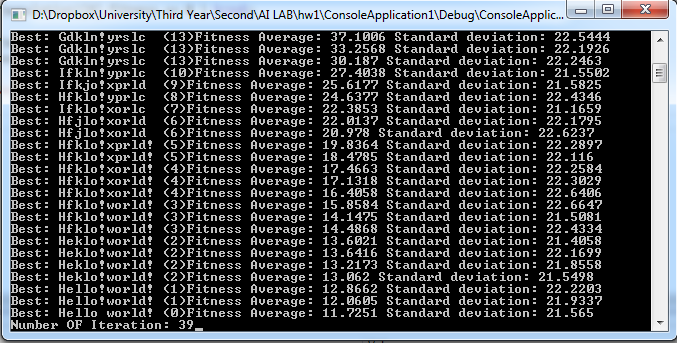 D:\Dropbox\University\Third Year\Second\AI LAB\hw1\ConsoleApplication1\Debug\ConsoleApplic...
Best: Gdkln!yrslc  (13)Fitness Average: 37.1006 Standard deviation: 22.5444
Best: Gdkln!yrslc  (13)Fitness Average: 33.2568 Standard deviation: 22.1926
Best: Gdkln!yrslc  (13)Fitness Average: 30.187 Standard deviation: 22.2463
Best: Ifkln!yprlc  (10)Fitness Average: 27.4038 Standard deviation: 21.5502
Best: Ifkjo!xprld  (9)Fitness Average: 25.6177 Standard deviation: 21.5825
Best: Hfklo!yprlc  (8)Fitness Average: 24.6377 Standard deviation: 22.4346
Best: Ifklo!xorlc  (7)Fitness Average: 22.3853 Standard deviation: 21.1659
Best: Hfjlo!xorld  (6)Fitness Average: 22.0137 Standard deviation: 22.1795
Best: Hfjlo!xorld  (6)Fitness Average: 20.978 Standard deviation: 22.6237
Best: Hfklo!xprld! (5)Fitness Average: 19.8364 Standard deviation: 22.2897
Best: Hfklo!xprld! (5)Fitness Average: 18.4785 Standard deviation: 22.116
Best: Hfklo!xorld! (4)Fitness Average: 17.4663 Standard deviation: 22.2584
Best: Hfklo!xorld! (4)Fitness Average: 17.1318 Standard deviation: 22.3029
Best: Hfklo!xorld! (4)Fitness Average: 16.4058 Standard deviation: 22.6406
Best: Hfklo!world! (3)Fitness Average: 15.8584 Standard deviation: 22.6647
Best: Hfklo!world! (3)Fitness Average: 14.1475 Standard deviation: 21.5081
Best: Hfklo!world! (3)Fitness Average: 14.4868 Standard deviation: 22.4334
Best: Heklo!world! (2)Fitness Average: 13.6021 Standard deviation: 21.4058
Best: Heklo!world! (2)Fitness Average: 13.6416 Standard deviation: 22.1699
Best: Heklo!world! (2)Fitness Average: 13.2173 Standard deviation: 21.8558
Best: Heklo!world! (2)Fitness Average: 13.062 Standard deviation: 21.5498
Best: Hello!world! (1)Fitness Average: 12.8662 Standard deviation: 22.2203
Best: Hello!world! (1)Fitness Average: 12.0605 Standard deviation: 21.9337
Best: Hello world! (0)Fitness Average: 11.7251 Standard deviation: 21.565
Number OF Iteration: 39_